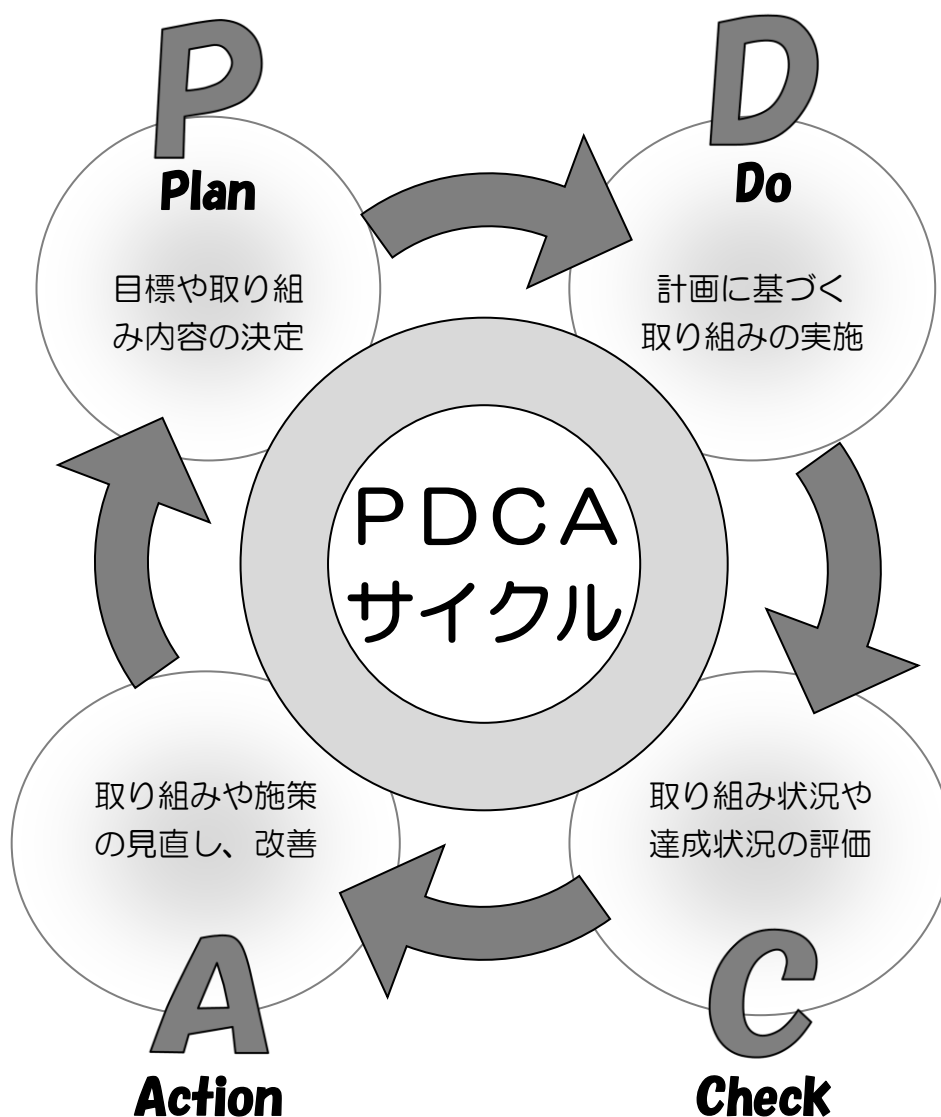 P
Plan
目標や取り組
み内容の決定
D
Do
計画に基づく
取り組みの実施
PDCA
サイクル
取り組みや施策
の見直し、改善
A
Action
取り組み状況や
達成状況の評価
C
Check